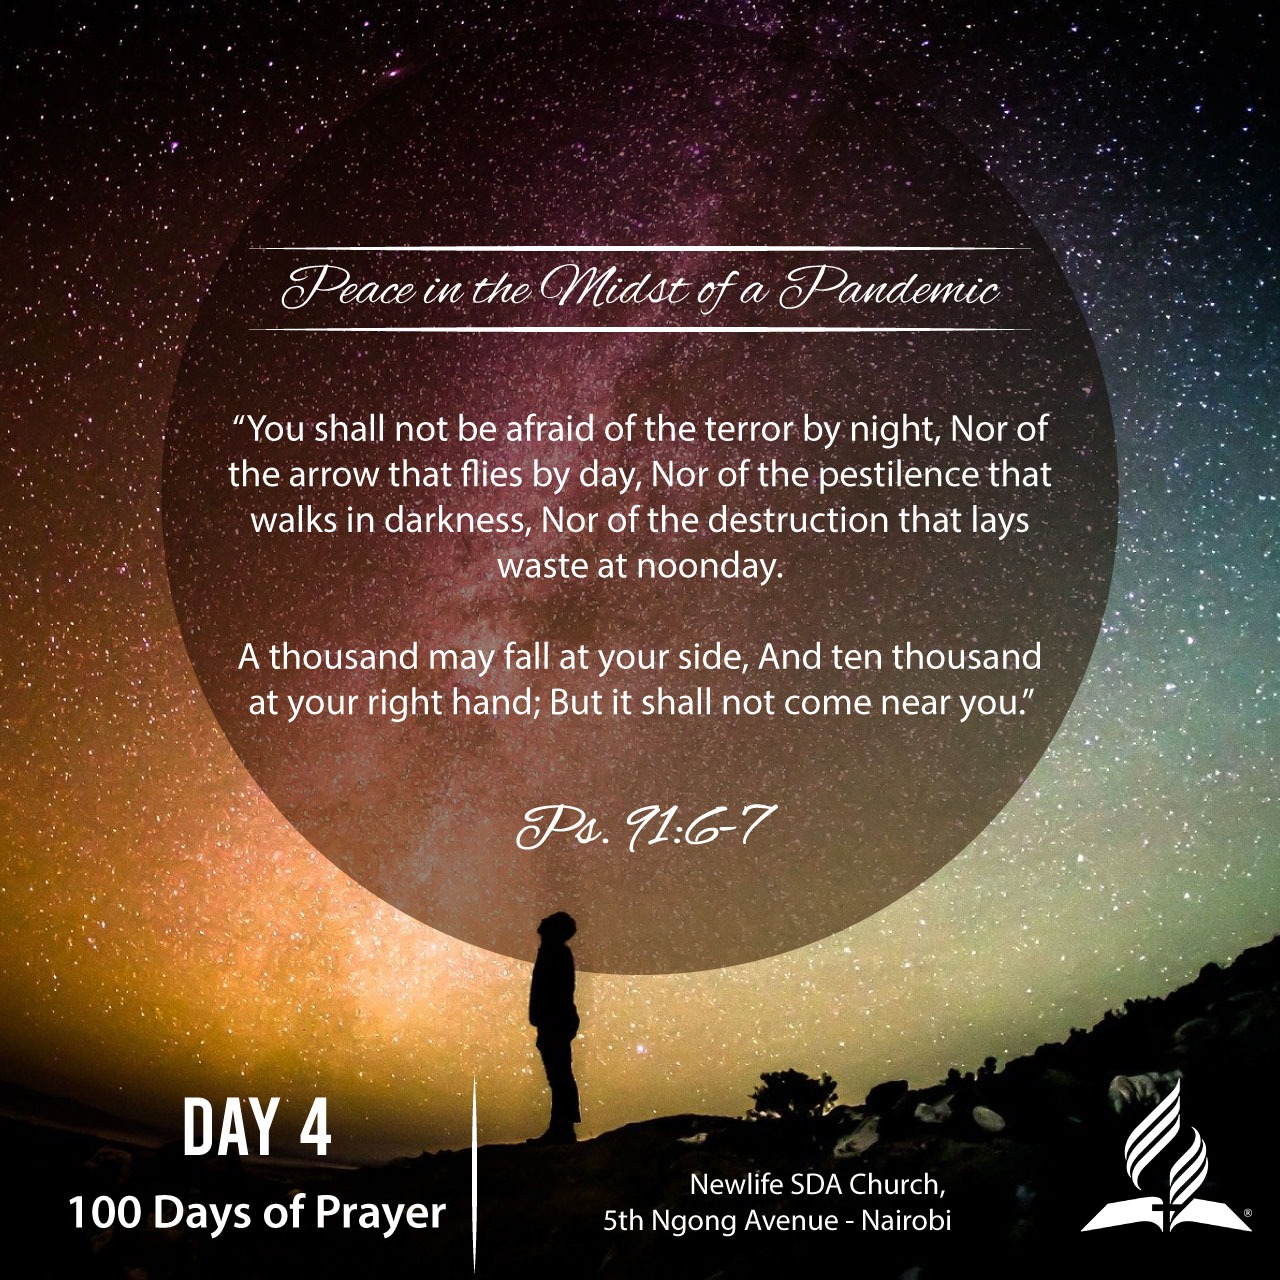 Peace in the Midst of a Pandemic
“You shall not be afraid of the terror by night, Nor of
the arrow that flies by day, Nor of the pestilence that
walks in darkness, Nor of the destruction that lays
waste at noonday.
A thousand may fall at your side, And ten thousand
at your right hand; But it shall not come near you.”
Ps. 91:6-7
DAY 4
100 Days of Prayer
Newlife SDA Church,
5th Ngong Avenue - Nairobi
®